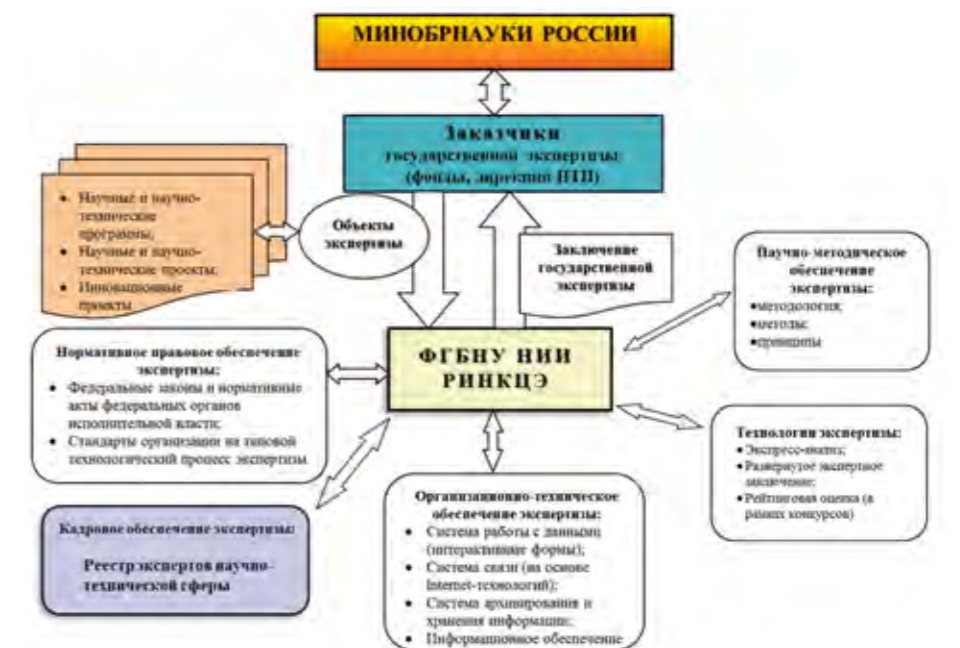 МИНОБРНАУКИ РОССИИ
Заказчики
государственной экспертизы
(фонды, дирекция НТП)
Объекты
экспертизы
Заключение
государственной
экспертизы
• Научные и научно-
технические
программы;
• Научные и научно-
технические проекты;
• Инновационные
проекты
Научно-методическое
обеспечение
экспертизы:
•методология;
•методы;
•принципы
Нормативное правовое обеспечение
экспертизы:
• Федеральные законы и нормативные
акты федеральных органов
исполнительной власти;
• Стандарты организации на типовой
технологический процесс экспертизы
ФГБНУ НИИ
РИНКЦЭ
Технология экспертизы:
•Экспресс-анализ;
•Развернутое экспертное
заключение;
•Рейтинговая оценка (в
рамках конкурсов)
Кадровое обеспечение экспертизы:
Реестр экспертов научно-
технической сферы
Организационно-техническое
обеспечение экспертизы:
• Система работы с данными
(интерактивные формы);
• Система связи (на основе
Internet-технологий);
• Система архивирования и
хранения информации;
• Информационное обеспечение